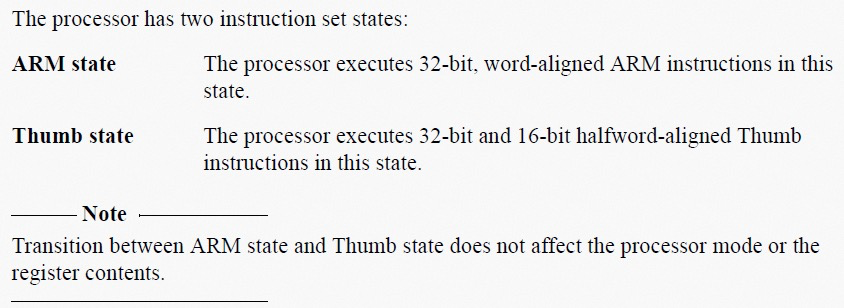 The processor has two instruction set states:
ARM state The processor executes 32-bit, word-aligned ARM instructions in this
state.
Thumb state The processor executes 32-bit and 16-bit halfword-aligned Thumb
instructions in this state.
Note
Transition between ARM state and Thumb state does not affect the processor mode or the
register contents.